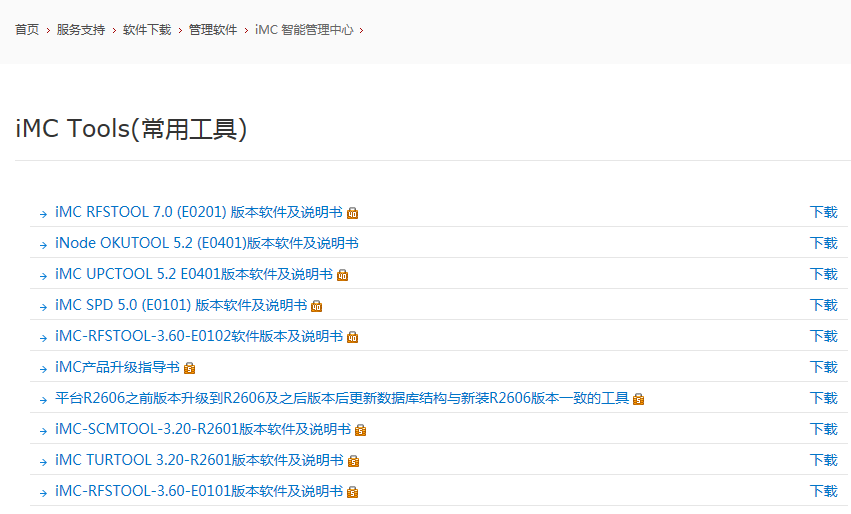 首页 › 服务支持 › 软件下载 › 管理软件 › iMC 智能管理中心 ›
iMC Tools(常用工具)
iMC RFSTOOL 7.0 (E0201) 版本软件及说明书 下载
iNode OKUTOOL 5.2 (E0401)版本软件及说明书 下载
iMC UPCTOOL 5.2 E0401版本软件及说明书 下载
iMC SPD 5.0 (E0101) 版本软件及说明书 下载
iMC-RFSTOOL-3.60-E0102软件版本及说明书 下载
iMC产品升级指导书 下载
平台R2606之前版本升级到R2606及之后版本后更新数据库结构与新装R2606版本一致的工具 下载
iMC-SCMTOOL-3.20-R2601版本软件及说明书 下载
iMC TURTOOL 3.20-R2601版本软件及说明书 下载
iMC-RFSTOOL-3.60-E0101版本软件及说明书 下载